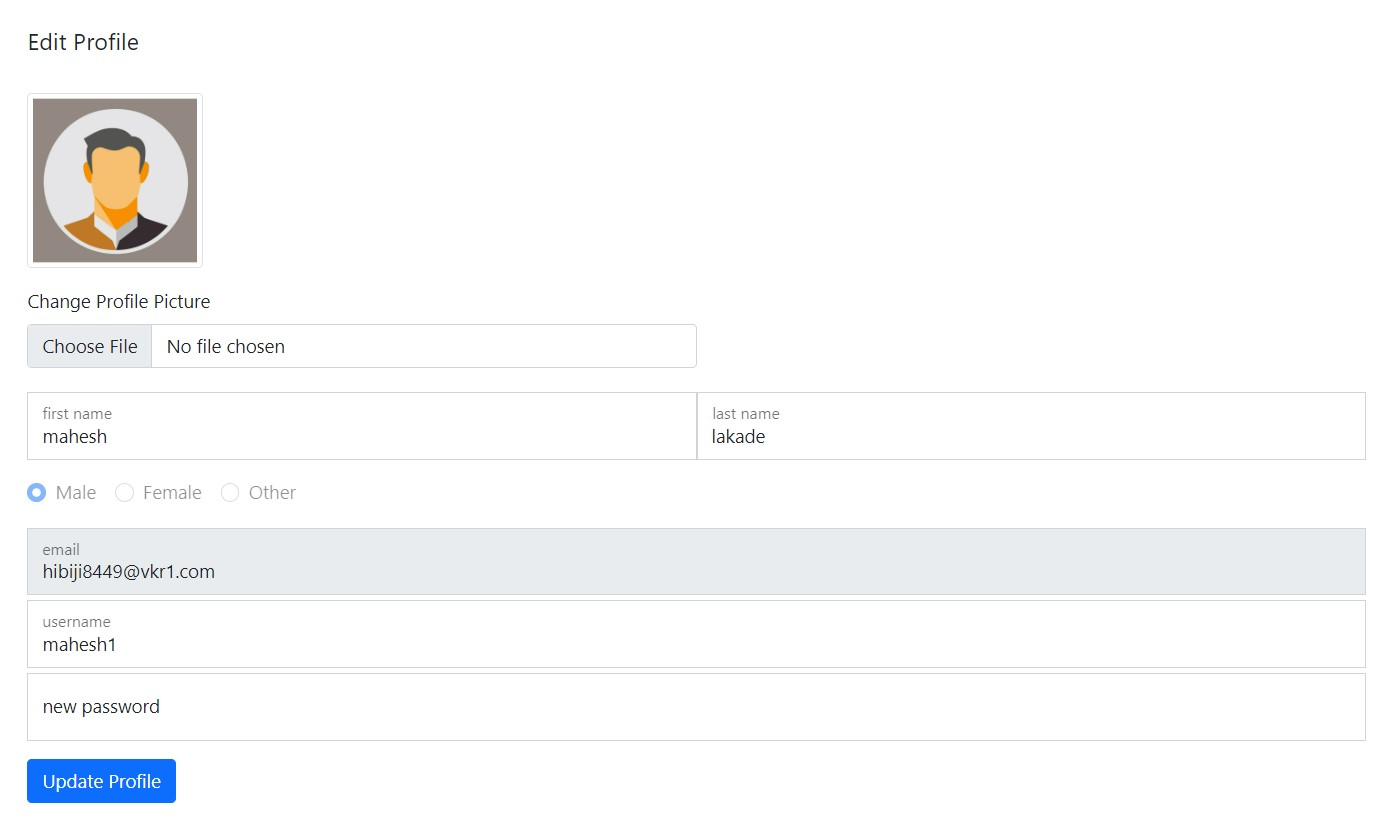 Edit Profile
Change Profile Picture
Choose File No file chosen
first name last name
mahesh lakade
Male Female Other
email
hibiji8449@vkr1.com
username
mahesh1
new password
Update Profile